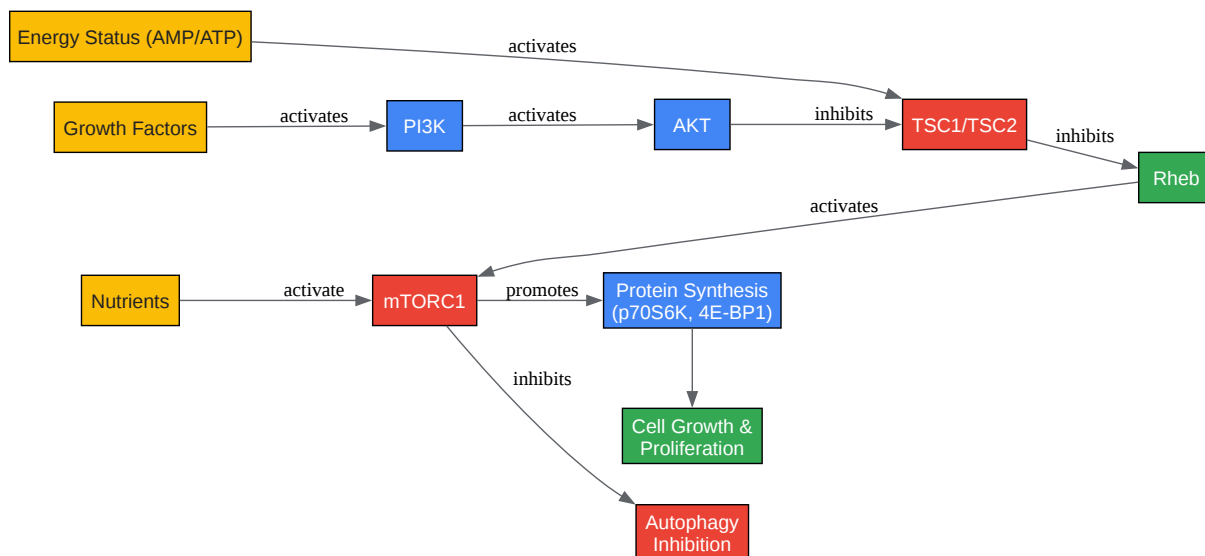 Energy Status (AMP/ATP)
activates
Growth Factors
activates
PI3K
activates
AKT
inhibits
TSC1/TSC2
inhibits
Rheb
activates
Nutrients
activate
mTORC1
promotes
Protein Synthesis
(p70S6K, 4E-BP1)
inhibits
Cell Growth &
Proliferation
Autophagy
Inhibition